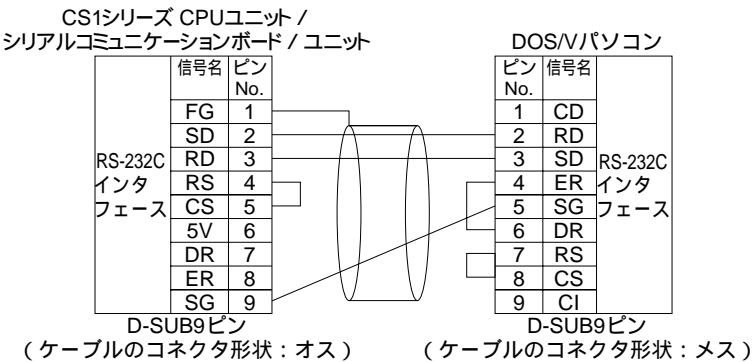 CS1シリーズ CPUユニット /
シリアルコミュニケーションボード / ユニット
DOS/Vパソコン
信号名 ピンNo.
FG 1
SD 2
RD 3
RS 4
CS 5
5V 6
DR 7
ER 8
SG 9
RS-232C
インタ
フェース
ピンNo. 信号名
1 CD
2 RD
3 SD
4 ER
5 SG
6 DR
7 RS
8 CS
9 CI
RS-232C
インタ
フェース
D-SUB9ピン
(ケーブルのコネクタ形状:オス)
D-SUB9ピン
(ケーブルのコネクタ形状:メス)